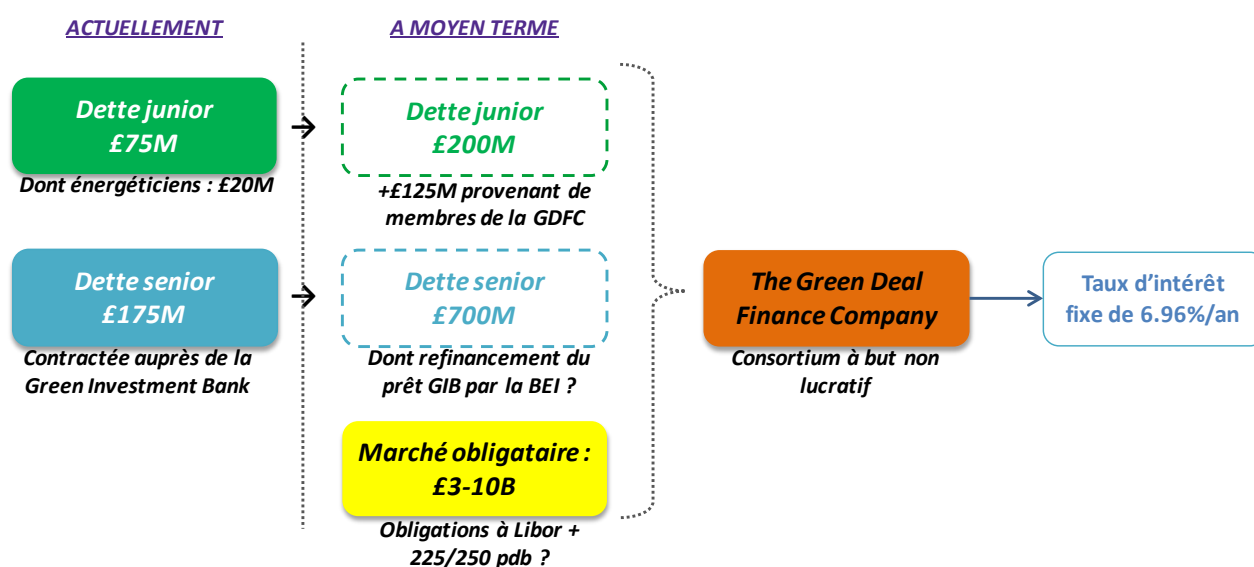 ACTUELLEMENT
A MOYEN TERME
Dette junior
£75M
Dont énergéticiens : £20M
Dette junior
£200M
+£125M provenant de
membres de la GDFC
Dette senior
£175M
Contractée auprès de la
Green Investment Bank
Dette senior
£700M
Dont refinancement du
prêt GIB par la BEI ?
Marché obligataire :
£3-10B
Obligations à Libor +
225/250 pdb ?
The Green Deal
Finance Company
Consortium à but non
lucratif
Taux d’intérêt
fixe de 6.96%/an